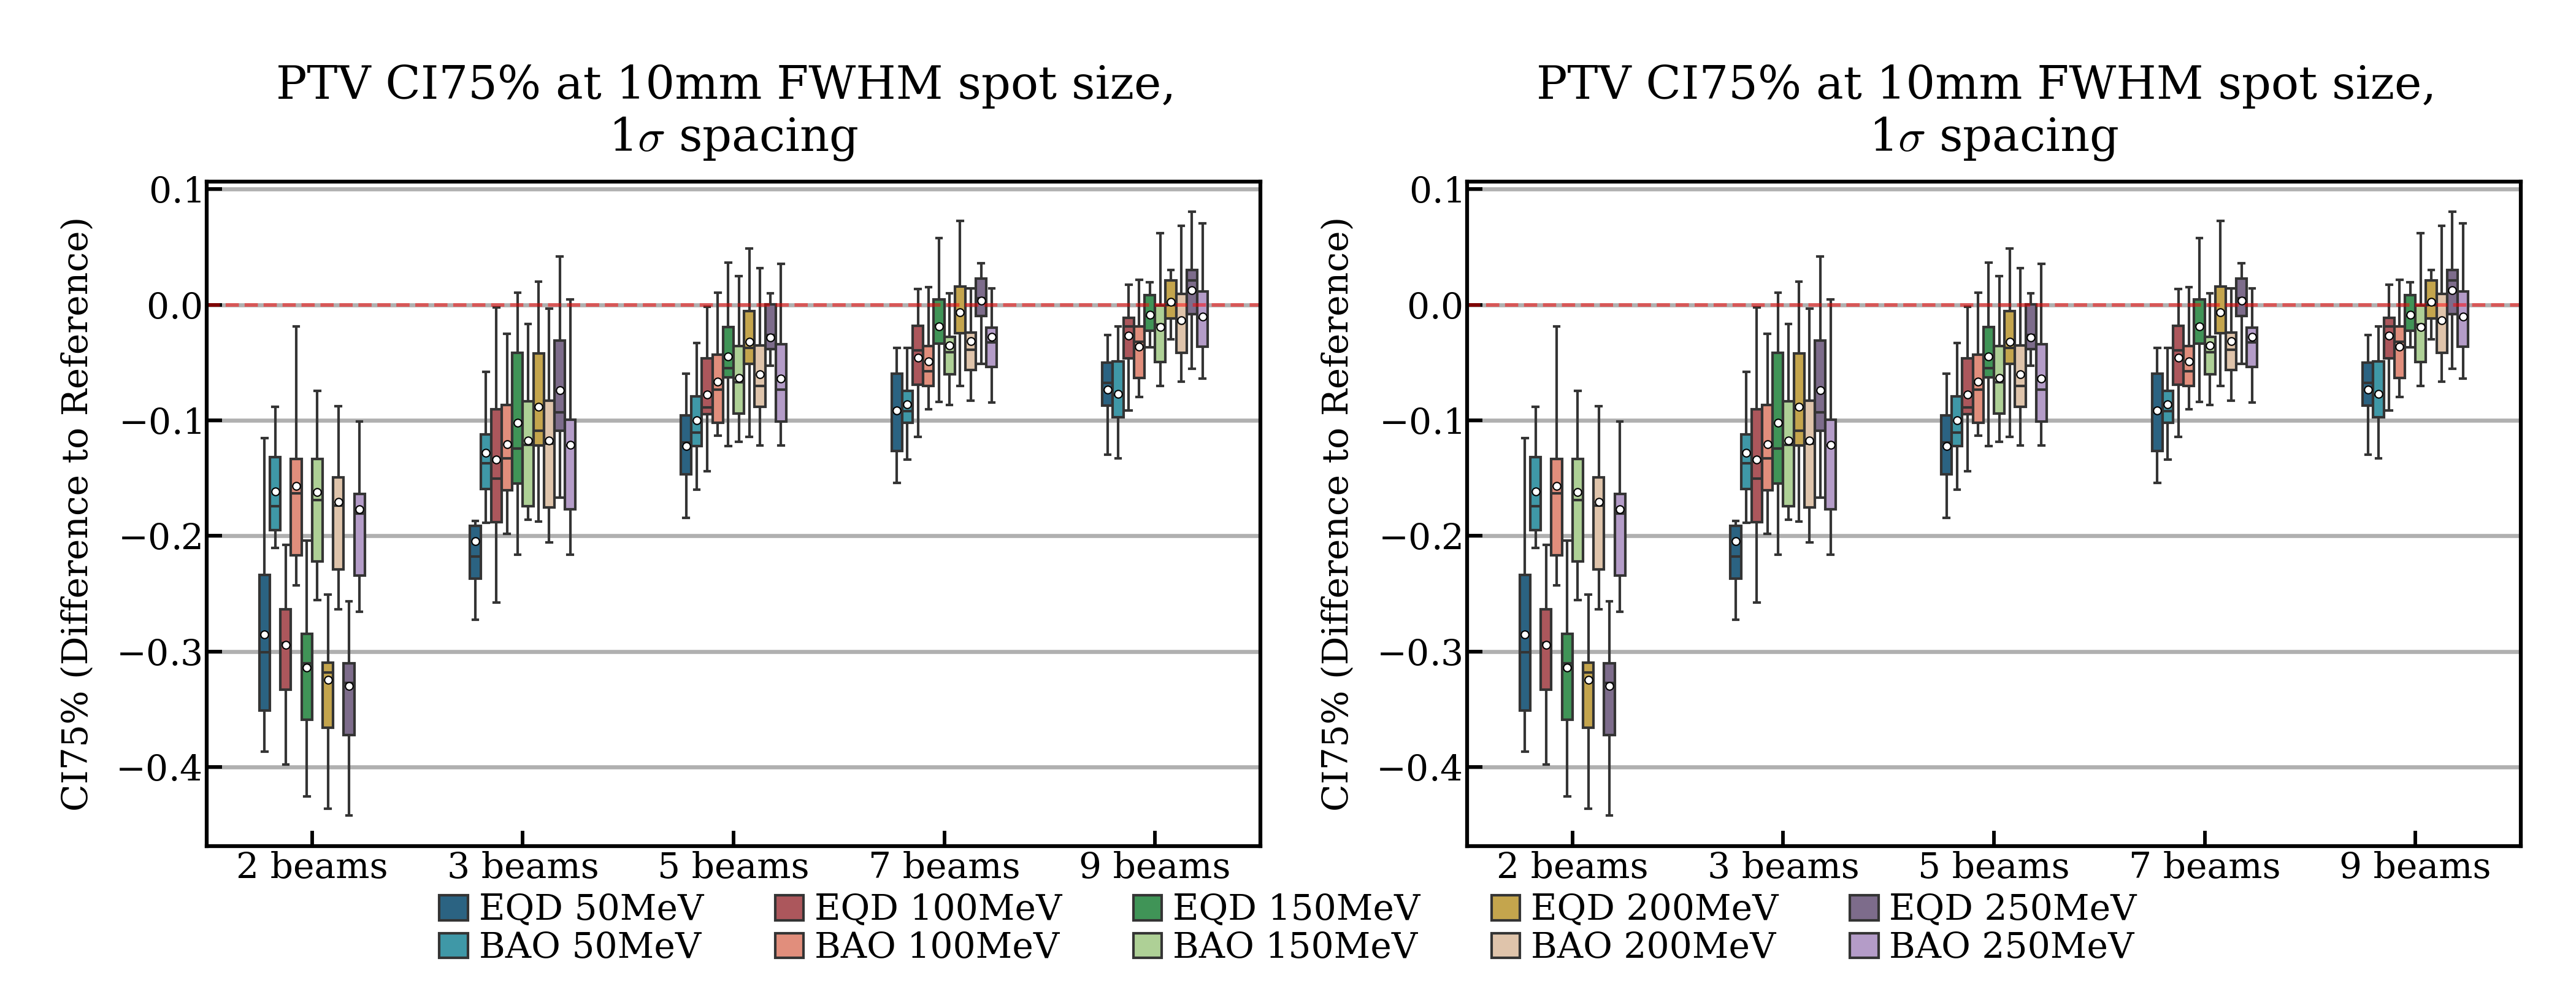 PTV CI75% at 10mm FWHM spot size,
1σ spacing
CI75% (Difference to Reference)
0.1
0.0
−0.1
−0.2
−0.3
−0.4
2 beams 3 beams 5 beams 7 beams 9 beams
PTV CI75% at 10mm FWHM spot size,
1σ spacing
CI75% (Difference to Reference)
0.1
0.0
−0.1
−0.2
−0.3
−0.4
2 beams 3 beams 5 beams 7 beams 9 beams
EQD 50MeV EQD 100MeV EQD 150MeV EQD 200MeV EQD 250MeV
BAO 50MeV BAO 100MeV BAO 150MeV BAO 200MeV BAO 250MeV